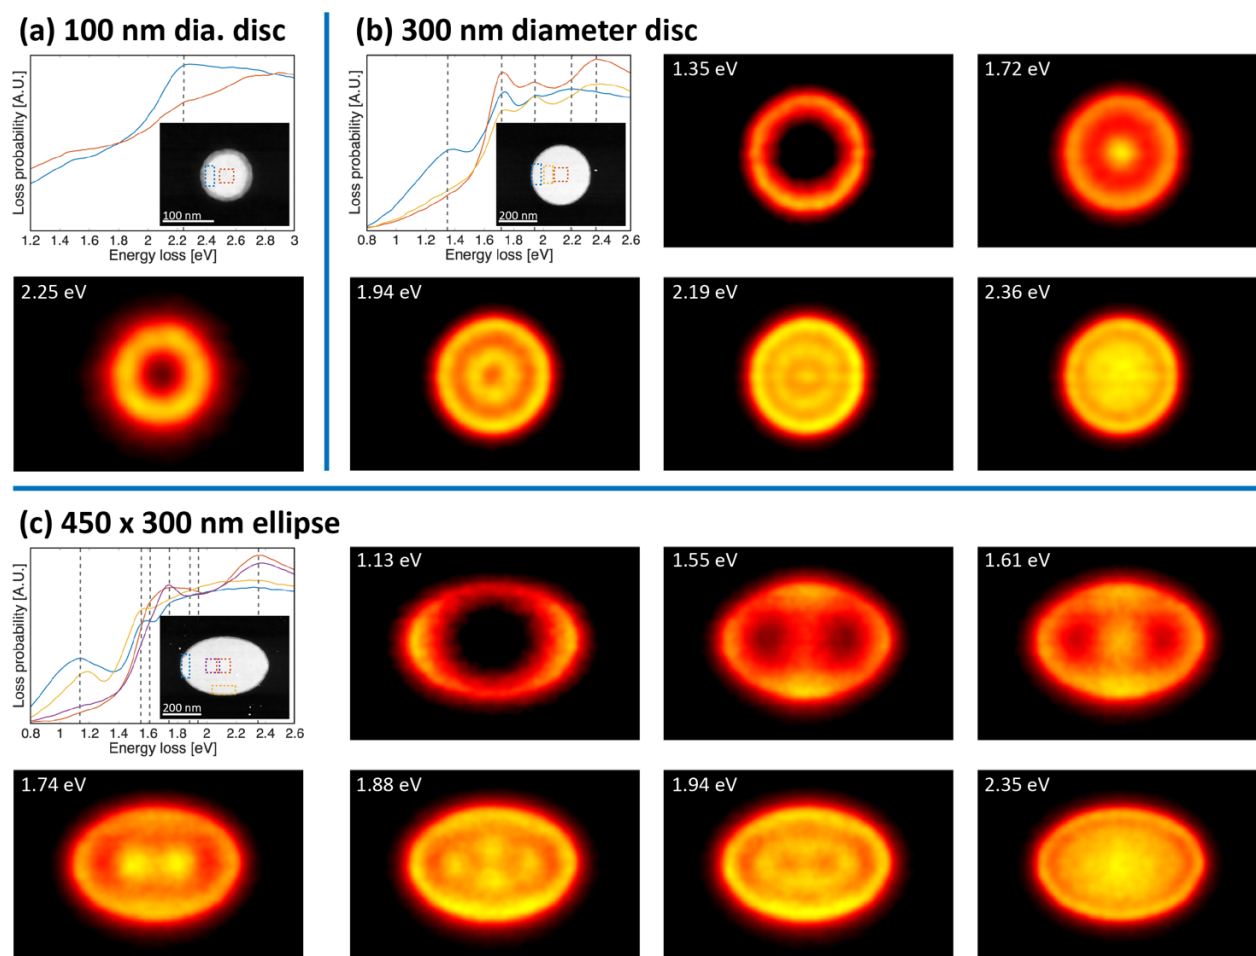 (a) 100 nm dia. disc
Loss probability [A.U.]
100 nm
1.2 1.4 1.6 1.8 2 2.2 2.4 2.6 2.8 3
Energy loss [eV]
2.25 eV
(b) 300 nm diameter disc
Loss probability [A.U.]
200 nm
0.8 1 1.2 1.4 1.6 1.8 2 2.2 2.4 2.6
Energy loss [eV]
1.35 eV
1.72 eV
1.94 eV
2.19 eV
2.36 eV
(c) 450 x 300 nm ellipse
Loss probability [A.U.]
200 nm
0.8 1 1.2 1.4 1.6 1.8 2 2.2 2.4 2.6
Energy loss [eV]
1.13 eV
1.55 eV
1.61 eV
1.74 eV
1.88 eV
1.94 eV
2.35 eV